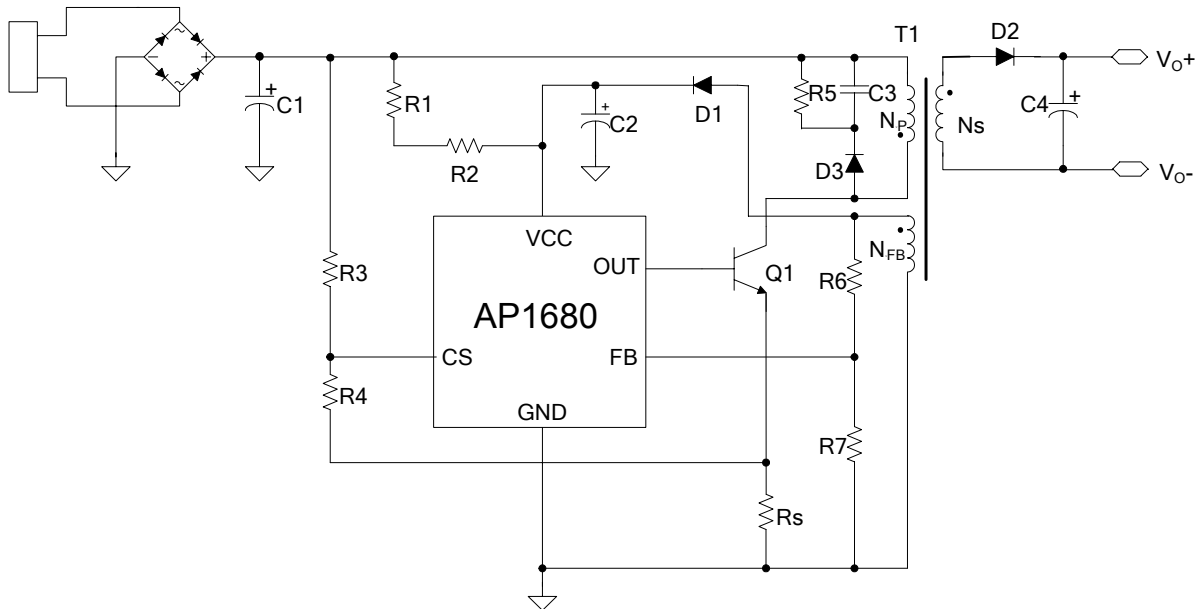 T1
D2
Vo+
R1
C1
C2
D1
R5
C3
NP
Ns
C4
R2
D3
Vo-
VCC
OUT
Q1
NFB
R6
R3
AP1680
CS
FB
R4
GND
R7
Rs